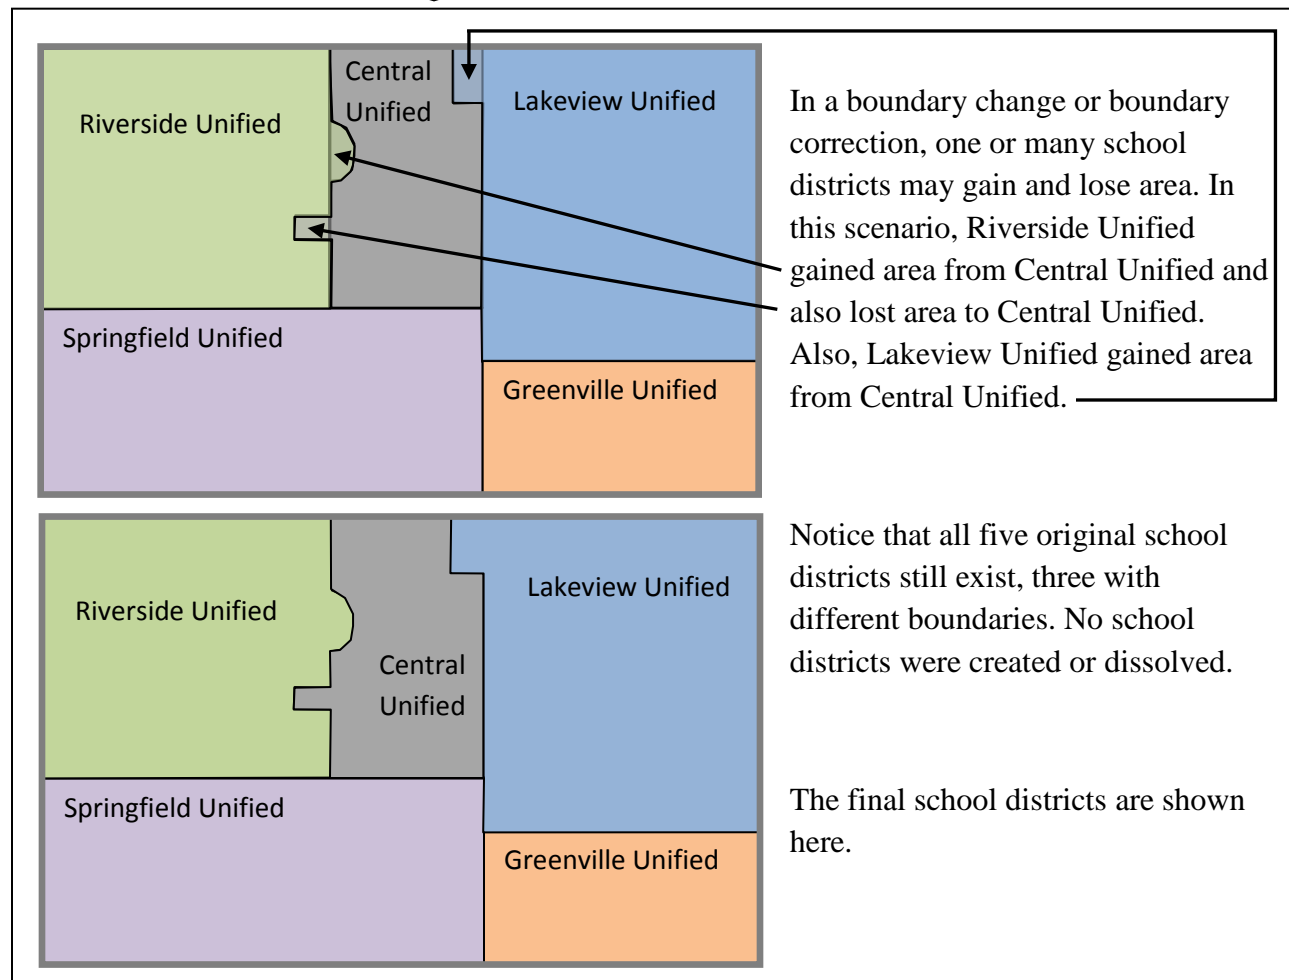 Central
Unified
Riverside Unified
Lakeview Unified
Springfield Unified
Greenville Unified
In a boundary change or boundary
correction, one or many school
districts may gain and lose area. In
this scenario, Riverside Unified
gained area from Central Unified and
also lost area to Central Unified.
Also, Lakeview Unified gained area
from Central Unified.
Riverside Unified
Lakeview Unified
Central
Unified
Springfield Unified
Greenville Unified
Notice that all five original school
districts still exist, three with
different boundaries. No school
districts were created or dissolved.
The final school districts are shown
here.